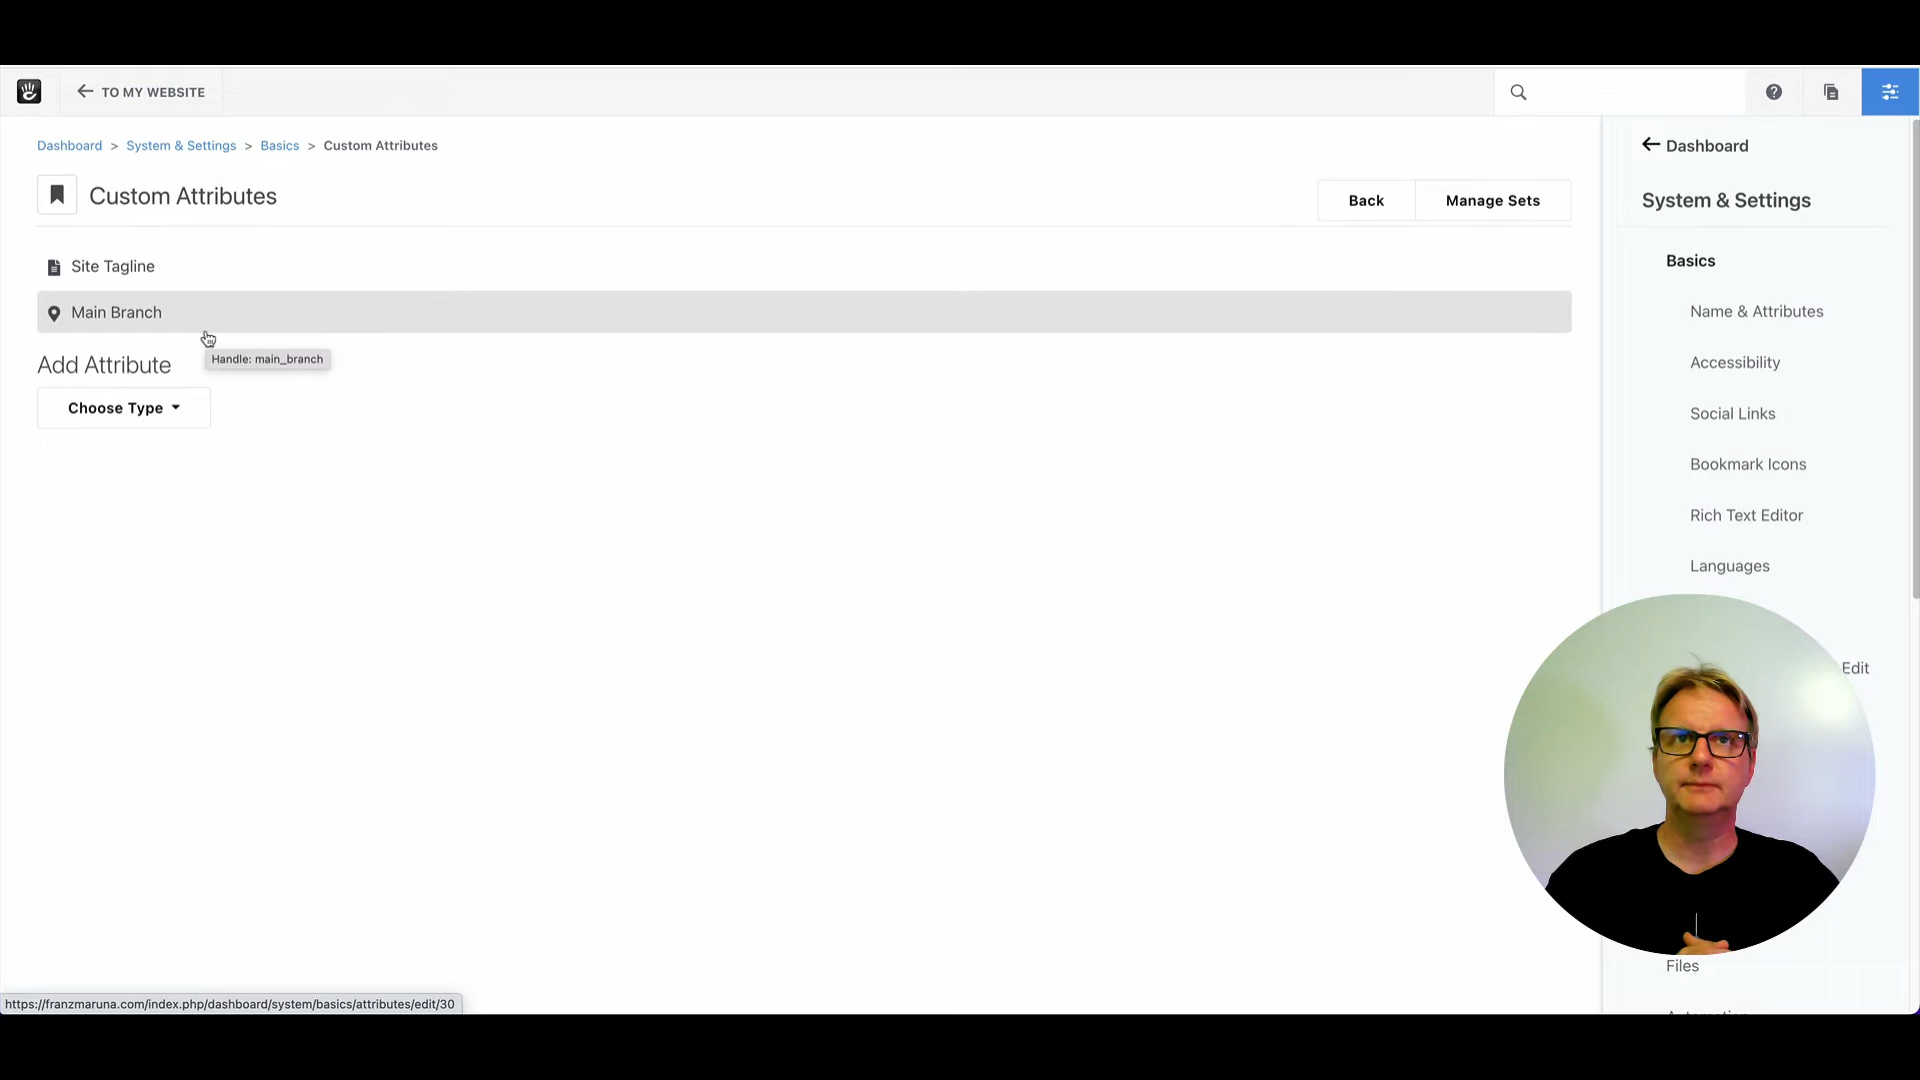 TO MY WEBSITE
Dashboard > System & Settings > Basics > Custom Attributes
Custom Attributes
Back
Manage Sets
Site Tagline
Main Branch
Handle: main_branch
Add Attribute
Choose Type
Dashboard
System & Settings
Basics
Name & Attributes
Accessibility
Social Links
Bookmark Icons
Rich Text Editor
Languages
Edit
Files
https://franzmaruna.com/index.php/dashboard/system/basics/attributes/edit/30